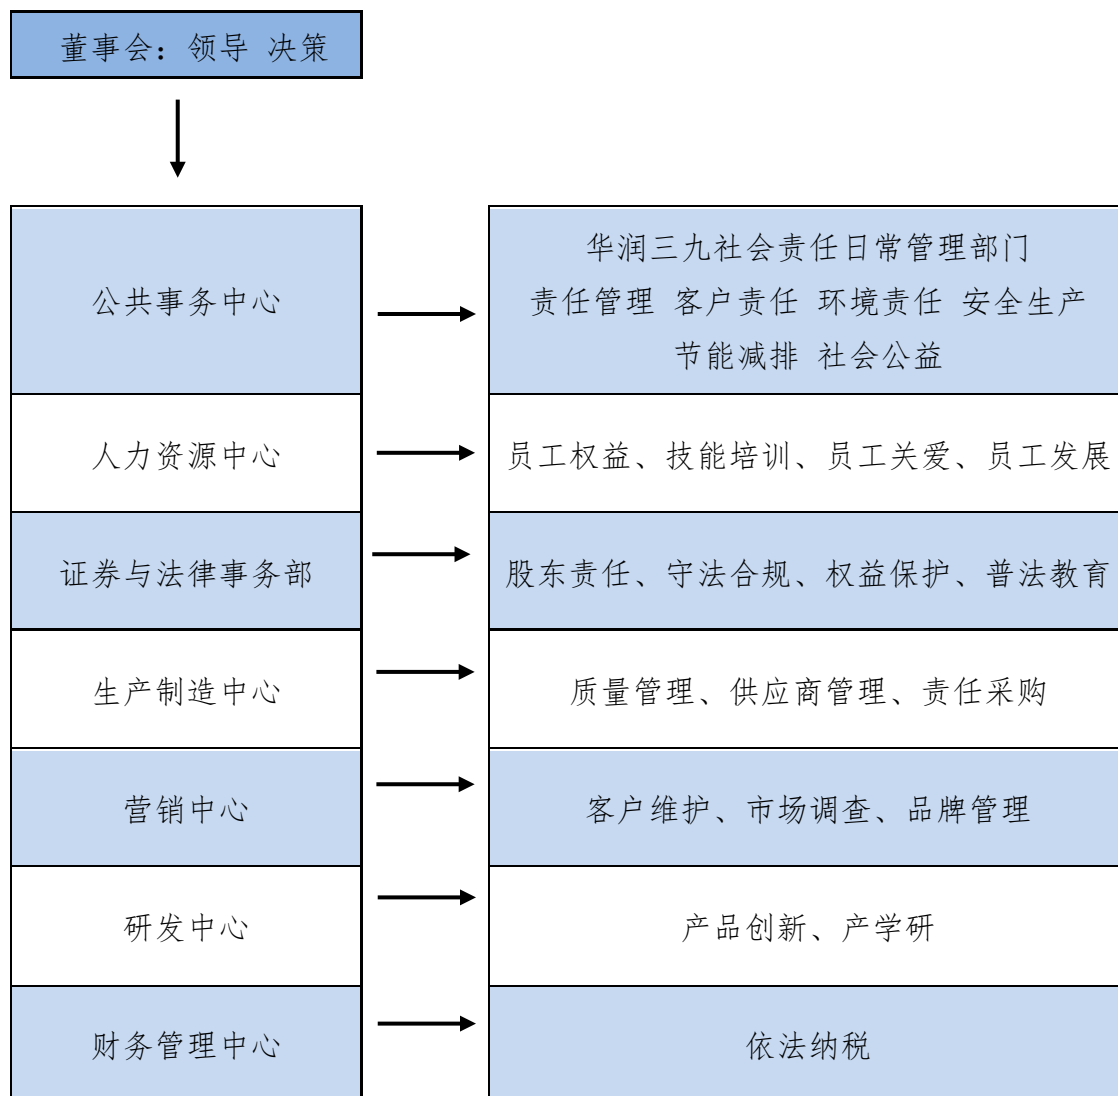 董事会：领导 决策
公共事务中心
华润三九社会责任日常管理部门
责任管理 客户责任 环境责任 安全生产
节能减排 社会公益
人力资源中心
员工权益、技能培训、员工关爱、员工发展
证券与法律事务部
股东责任、守法合规、权益保护、普法教育
生产制造中心
质量管理、供应商管理、责任采购
营销中心
客户维护、市场调查、品牌管理
研发中心
产品创新、产学研
财务管理中心
依法纳税